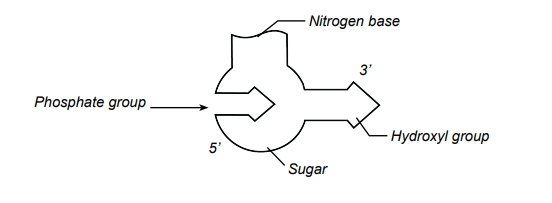 Nitrogen base
3'
Phosphate group
Hydroxyl group
5'
Sugar